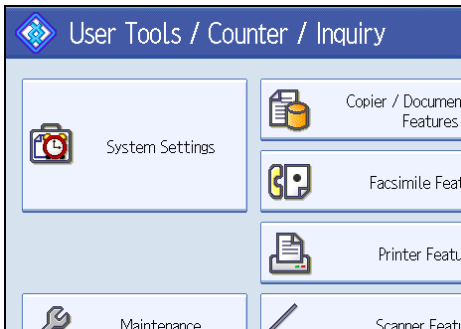 User Tools / Counter / Inquiry
System Settings
Copier / Documen
Features
Facsimile Feat
Printer Featu
Maintenance
Scanner Featu